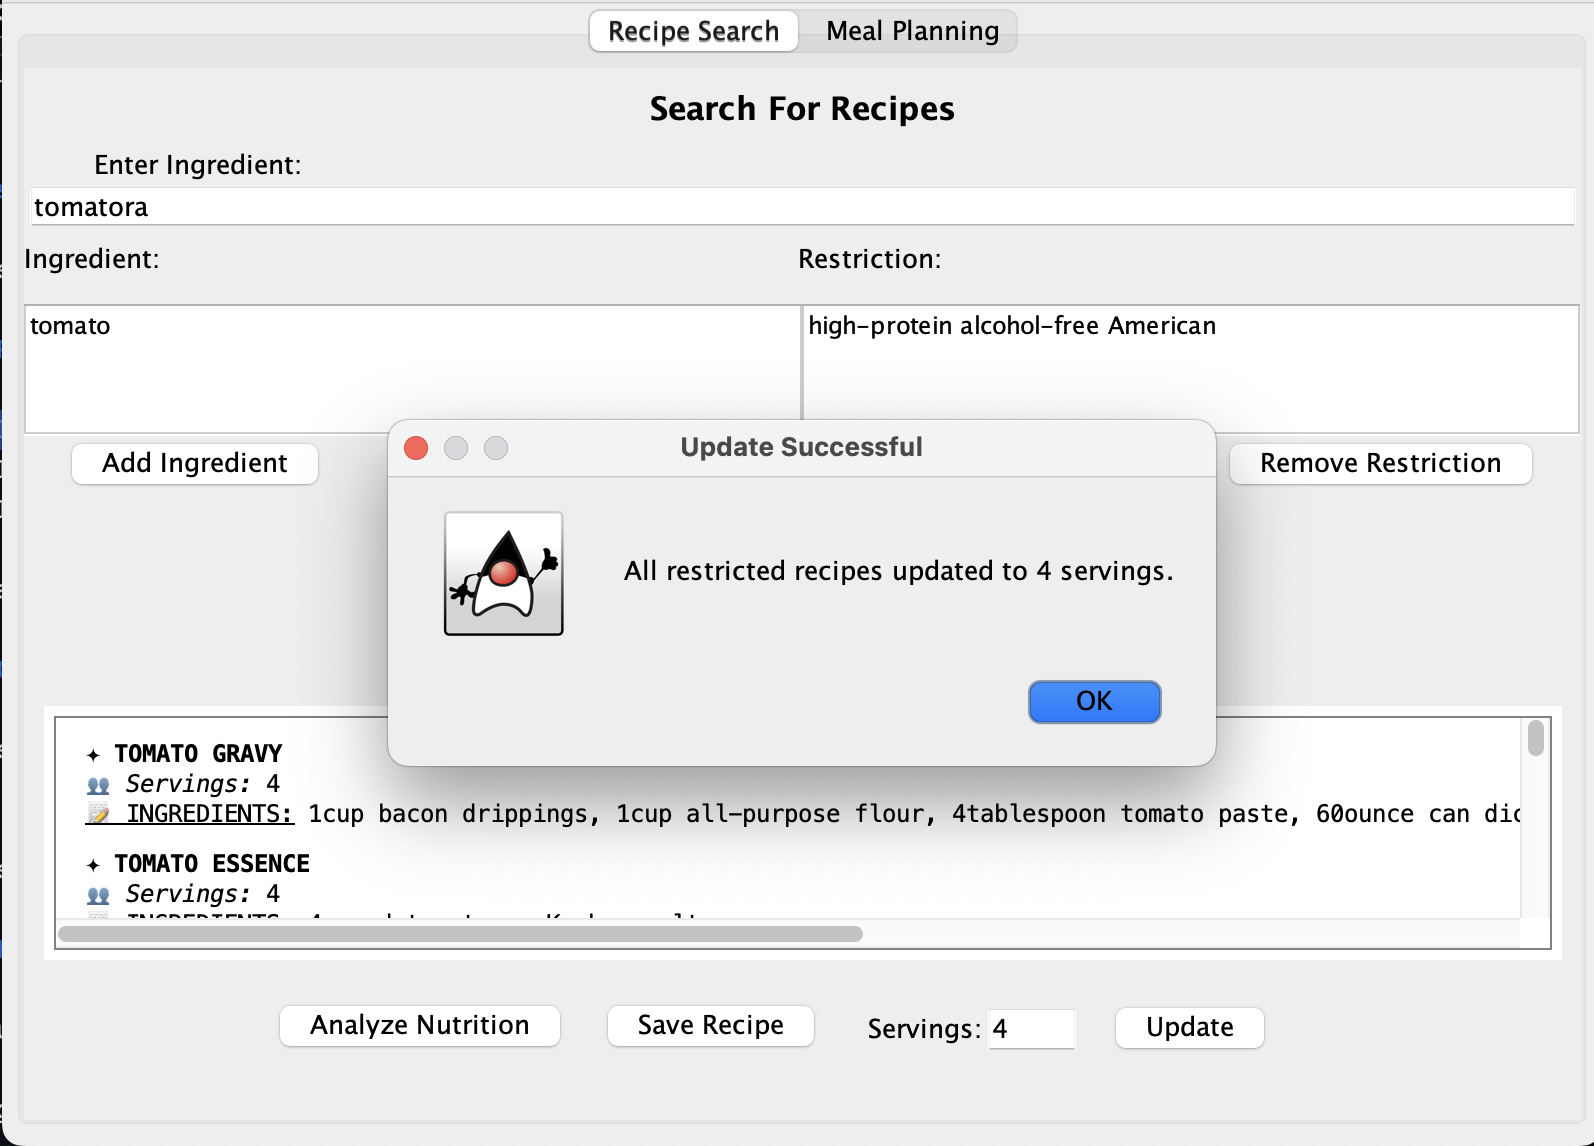 Recipe Search Meal Planning
Search For Recipes
Enter Ingredient:
tomatora
Ingredient: Restriction:
tomato high-protein alcohol-free American
Add Ingredient Remove Restriction
Update Successful
All restricted recipes updated to 4 servings.
OK
✦ TOMATO GRAVY
👥 Servings: 4
📝 INGREDIENTS: 1cup bacon drippings, 1cup all-purpose flour, 4tablespoon tomato paste, 60ounce can dic
✦ TOMATO ESSENCE
👥 Servings: 4
INGREDIENTS:
Analyze Nutrition Save Recipe Servings: 4 Update